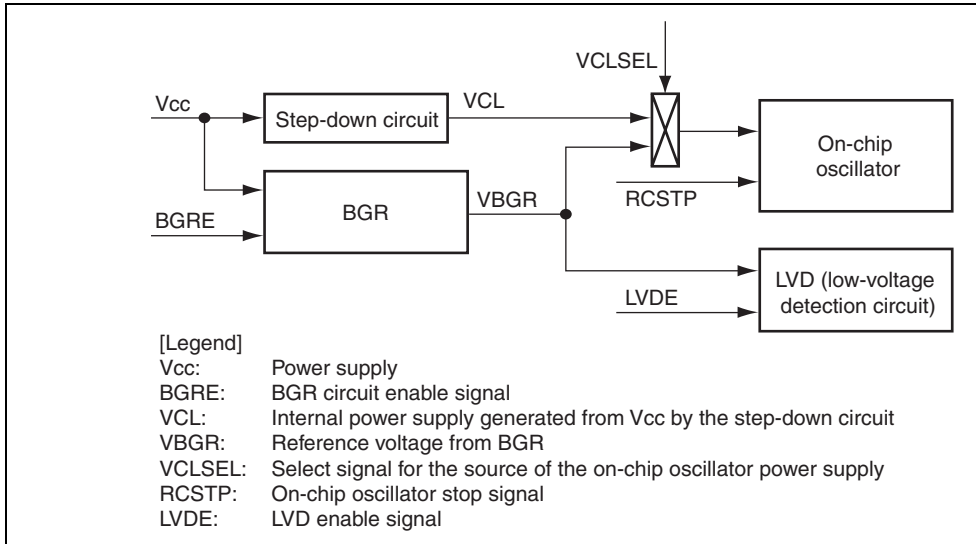 VCLSEL
Vcc
Step-down circuit
VCL
On-chip
oscillator
BGR
VBGR
RCSTP
BGRE
LVD (low-voltage
detection circuit)
LVDE
[Legend]
Vcc: Power supply
BGRE: BGR circuit enable signal
VCL: Internal power supply generated from Vcc by the step-down circuit
VBGR: Reference voltage from BGR
VCLSEL: Select signal for the source of the on-chip oscillator power supply
RCSTP: On-chip oscillator stop signal
LVDE: LVD enable signal